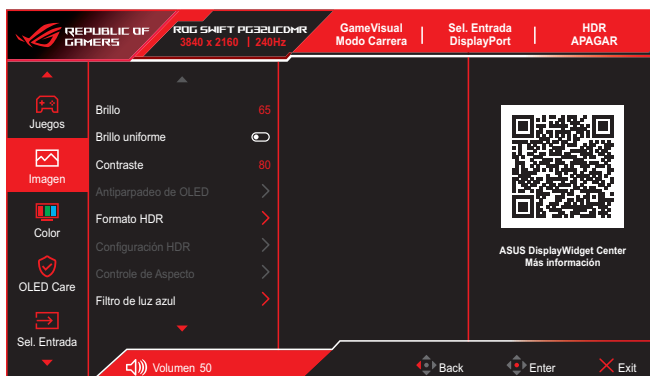 REPUBLIC OF
GAMERS
ROG SWIFT PG32UCDMR
3840 x 2160 | 240Hz
GameVisual
Modo Carrera
Sel. Entrada
DisplayPort
HDR
APAGAR
Juegos
Imagen
Color
OLED Care
Sel. Entrada
Brillo 65
Brillo uniforme
Contraste 80
Antiparpadeo de OLED
Formato HDR
Configuración HDR
Controle de Aspecto
Filtro de luz azul
ASUS DisplayWidget Center
Más información
Volumen 50
Back
Enter
Exit